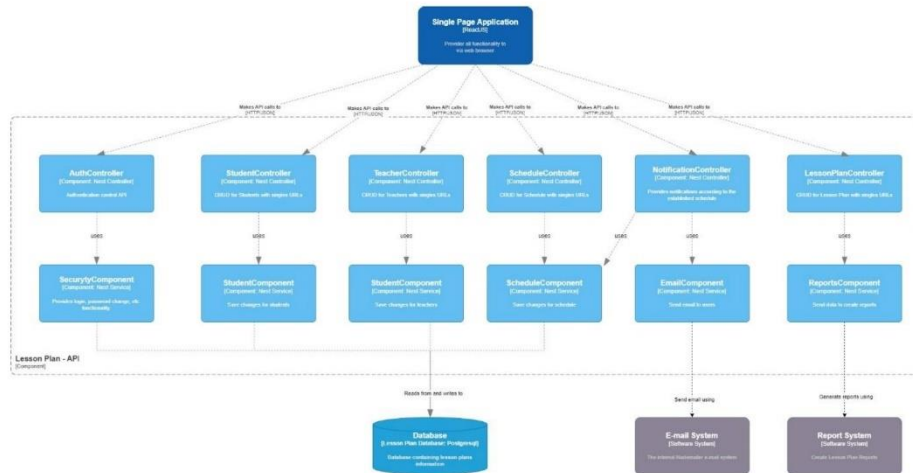 Single Page Application
[ReactJS]
Provides all functionality to
via web browser
Makes API calls to
[HTTP/JSON]
Makes API calls to
[HTTP/JSON]
Makes API calls to
[HTTP/JSON]
Makes API calls to
[HTTP/JSON]
Makes API calls to
[HTTP/JSON]
Makes API calls to
[HTTP/JSON]
AuthController
[Component: Nest Controller]
Authentication control API
StudentController
[Component: Nest Controller]
CRUD for Students with singles URLs
TeacherController
[Component: Nest Controller]
CRUD for Teachers with singles URLs
ScheduleController
[Component: Nest Controller]
CRUD for Schedule with singles URLs
NotificationController
[Component: Nest Controller]
Provides notifications according to the
established schedule
LessonPlanController
[Component: Nest Controller]
CRUD for Lesson Plan with singles URLs
uses
uses
uses
uses
uses
uses
uses
SecurytyComponent
[Component: Nest Service]
Provides login, password change, etc
functionality
StudentComponent
[Component: Nest Service]
Save changes for students
StudentComponent
[Component: Nest Service]
Save changes for teachers
ScheduleComponent
[Component: Nest Service]
Save changes for schedule
EmailComponent
[Component: Nest Service]
Send email to users
ReportsComponent
[Component: Nest Service]
Send data to create reports
Lesson Plan - API
[Component]
Reads from and writes to
Send email using
Generate reports using
Database
[Lesson Plan Database: Postgresql]
Database containing lesson plans
information
E-mail System
[Software System]
The internal e-mail system
Report System
[Software System]
Create Lesson Plan Reports